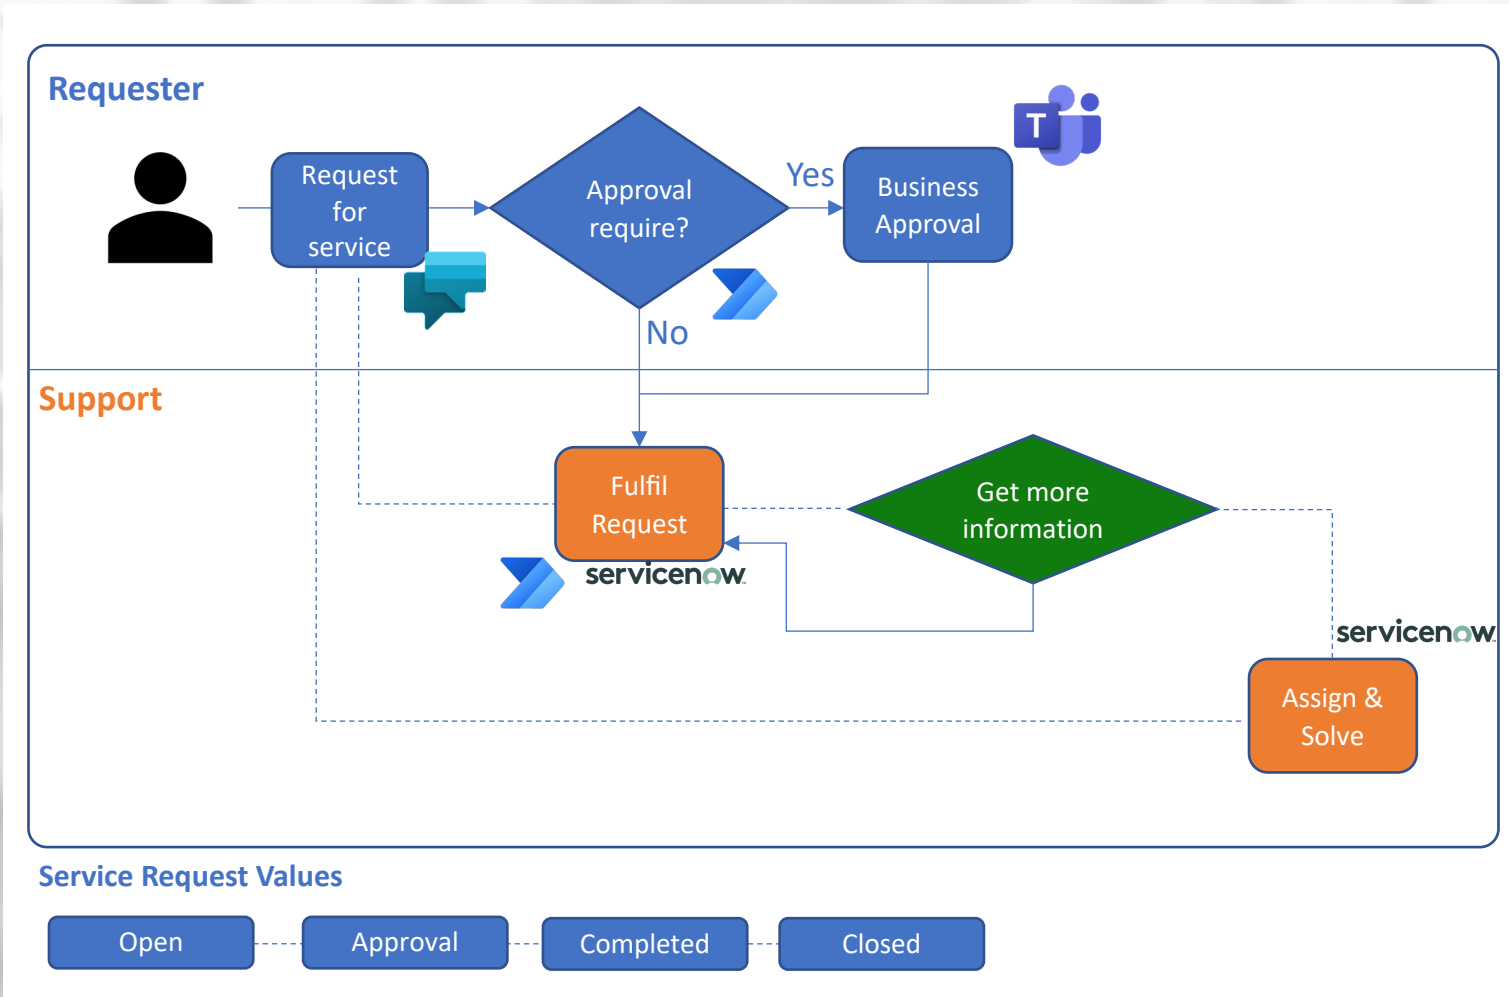 Requester
Request
for
service
Approval
require?
Yes
Business
Approval
T
No
Support
Fulfil
Request
servicenow
Get more
information
servicenow
Assign &
Solve
Service Request Values
Open
Approval
Completed
Closed